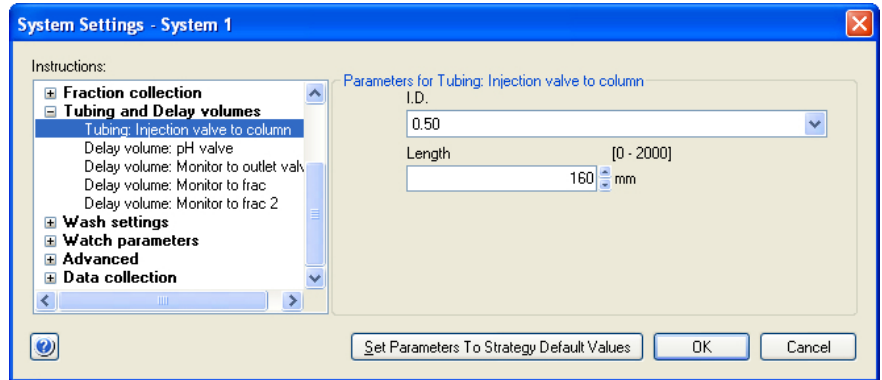 System Settings - System 1
Instructions:
Fraction collection
Tubing and Delay volumes
Tubing: Injection valve to column
Delay volume: pH valve
Delay volume: Monitor to outlet valv
Delay volume: Monitor to frac
Delay volume: Monitor to frac 2
Wash settings
Watch parameters
Advanced
Data collection
Parameters for Tubing: Injection valve to column
I.D.
0.50
Length [0 - 2000]
160 mm
Set Parameters To Strategy Default Values OK Cancel